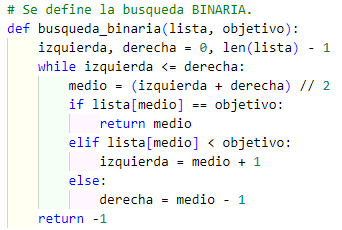 # Se define la busqueda BINARIA.
def busqueda_binaria(lista, objetivo):
    izquierda, derecha = 0, len(lista) - 1
    while izquierda <= derecha:
        medio = (izquierda + derecha) // 2
        if lista[medio] == objetivo:
            return medio
        elif lista[medio] < objetivo:
            izquierda = medio + 1
        else:
            derecha = medio - 1
    return -1